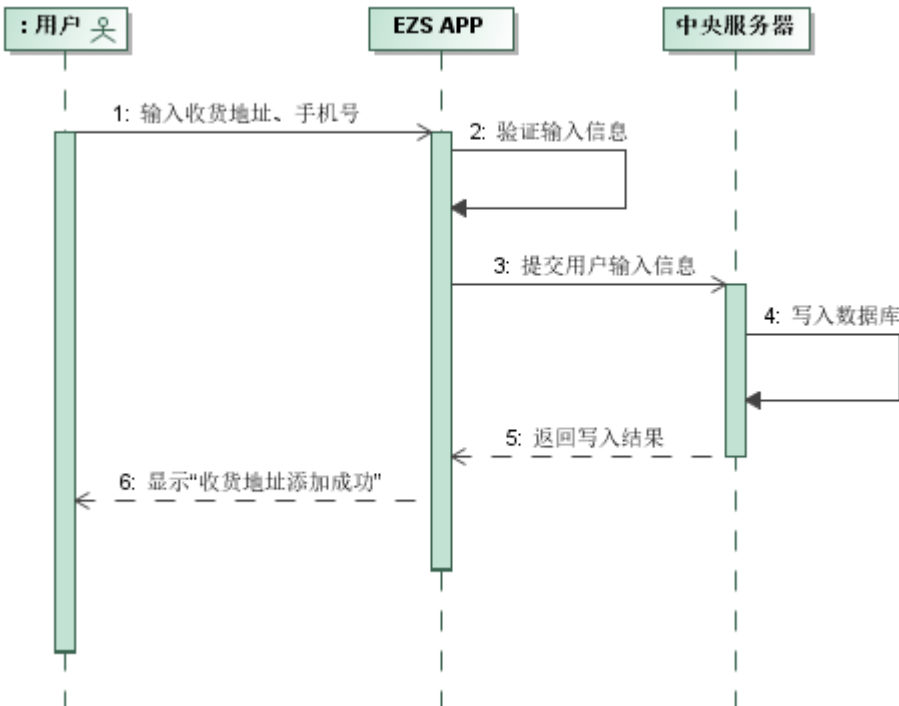 : 用户
EZS APP
中央服务器
1: 输入收货地址、手机号
2: 验证输入信息
3: 提交用户输入信息
4: 写入数据库
5: 返回写入结果
6: 显示“收货地址添加成功”